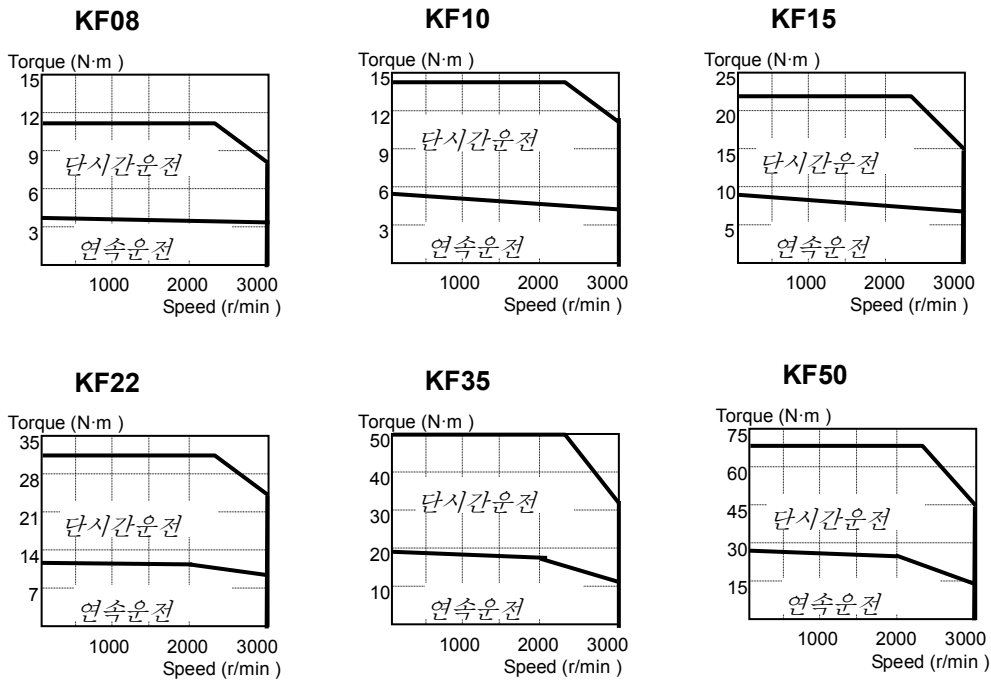 KF08
Torque (N·m )
15
12
9
6
3
단시간운전
연속운전
1000 2000 3000
Speed (r/min )
KF10
Torque (N·m )
15
12
9
6
3
단시간운전
연속운전
1000 2000 3000
Speed (r/min )
KF15
Torque (N·m )
25
20
15
10
5
단시간운전
연속운전
1000 2000 3000
Speed (r/min )
KF22
Torque (N·m )
35
28
21
14
7
단시간운전
연속운전
1000 2000 3000
Speed (r/min )
KF35
Torque (N·m )
50
40
30
20
10
단시간운전
연속운전
1000 2000 3000
Speed (r/min )
KF50
Torque (N·m )
75
60
45
30
15
단시간운전
연속운전
1000 2000 3000
Speed (r/min )